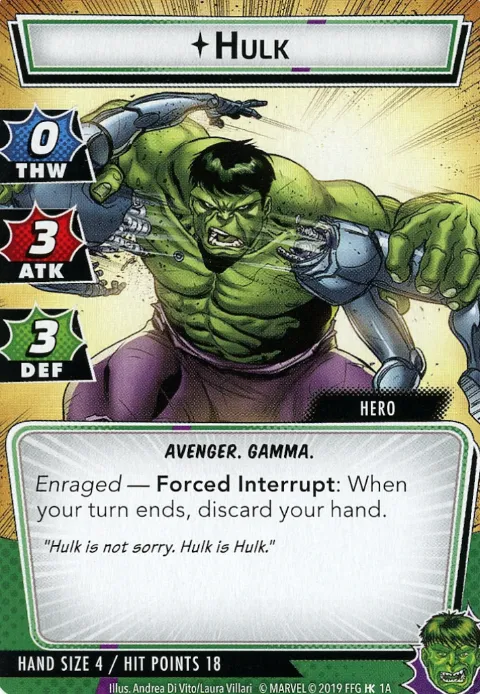 HULK
0
THW
3
ATK
3
DEF
HERO
AVENGER. GAMMA.
Enraged — Forced Interrupt: When
your turn ends, discard your hand.
"Hulk is not sorry. Hulk is Hulk."
HAND SIZE 4 / HIT POINTS 18
Illus. Andrea Di Vito/Laura Villari © MARVEL © 2019 FFG HK 1A